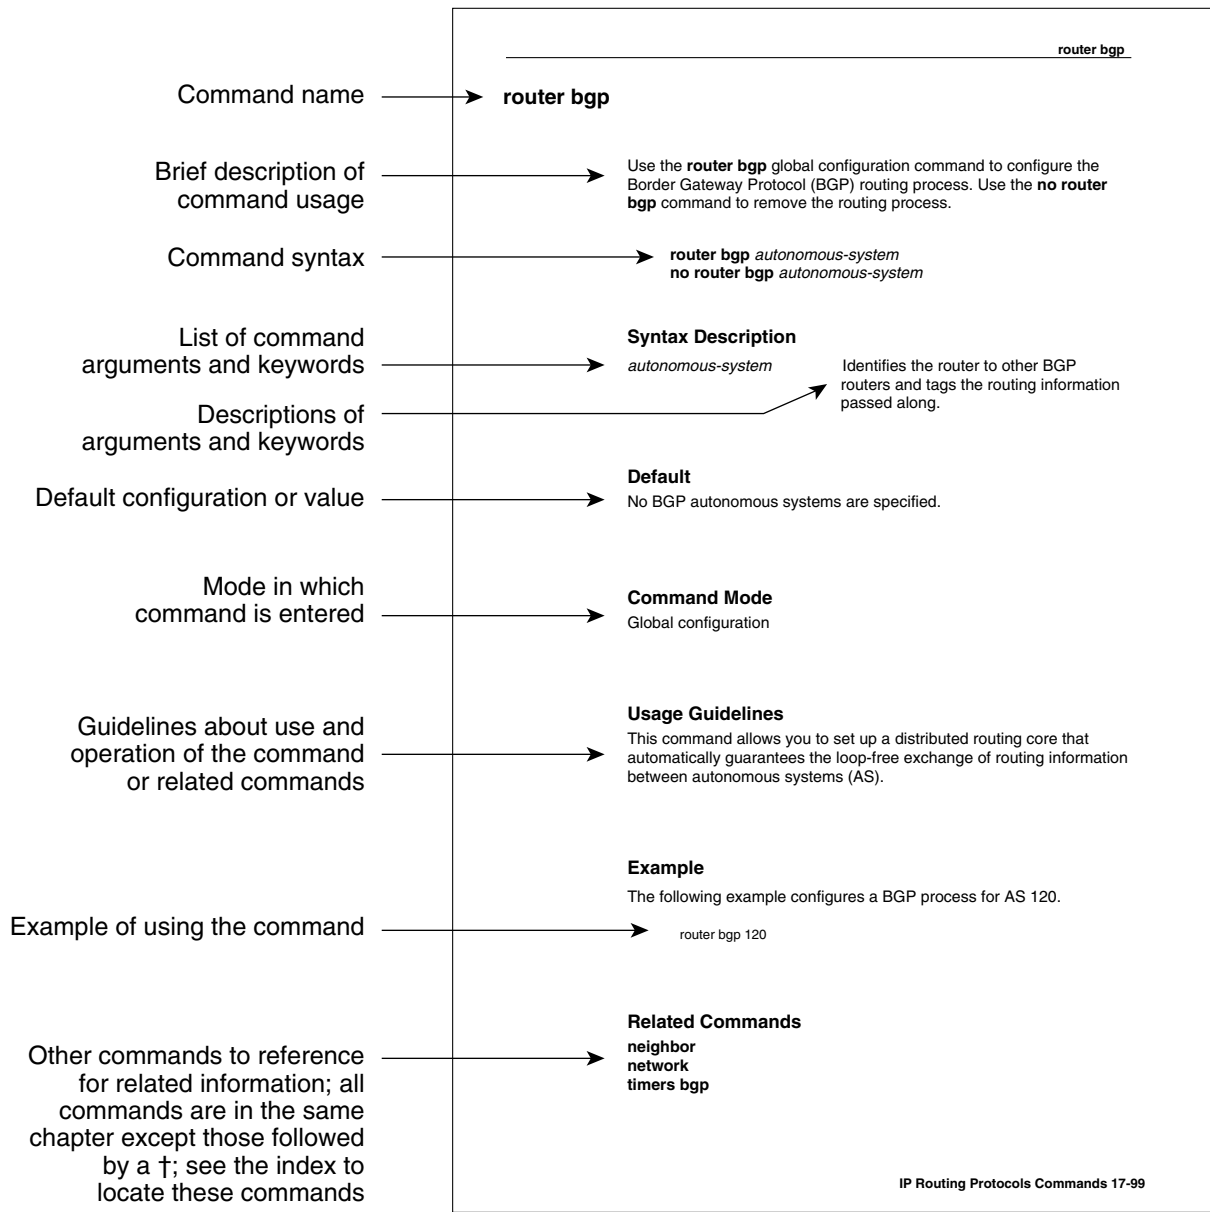 router bgp
Command name
router bgp
Brief description of
command usage
Use the router bgp global configuration command to configure the
Border Gateway Protocol (BGP) routing process. Use the no router
bgp command to remove the routing process.
Command syntax
router bgp autonomous-system
no router bgp autonomous-system
List of command
arguments and keywords
Syntax Description
autonomous-system
Identifies the router to other BGP
routers and tags the routing information
passed along.
Descriptions of
arguments and keywords
Default configuration or value
Default
No BGP autonomous systems are specified.
Mode in which
command is entered
Command Mode
Global configuration
Guidelines about use and
operation of the command
or related commands
Usage Guidelines
This command allows you to set up a distributed routing core that
automatically guarantees the loop-free exchange of routing information
between autonomous systems (AS).
Example
The following example configures a BGP process for AS 120.
Example of using the command
router bgp 120
Related Commands
neighbor
network
timers bgp
Other commands to reference
for related information; all
commands are in the same
chapter except those followed
by a †; see the index to
locate these commands
IP Routing Protocols Commands 17-99